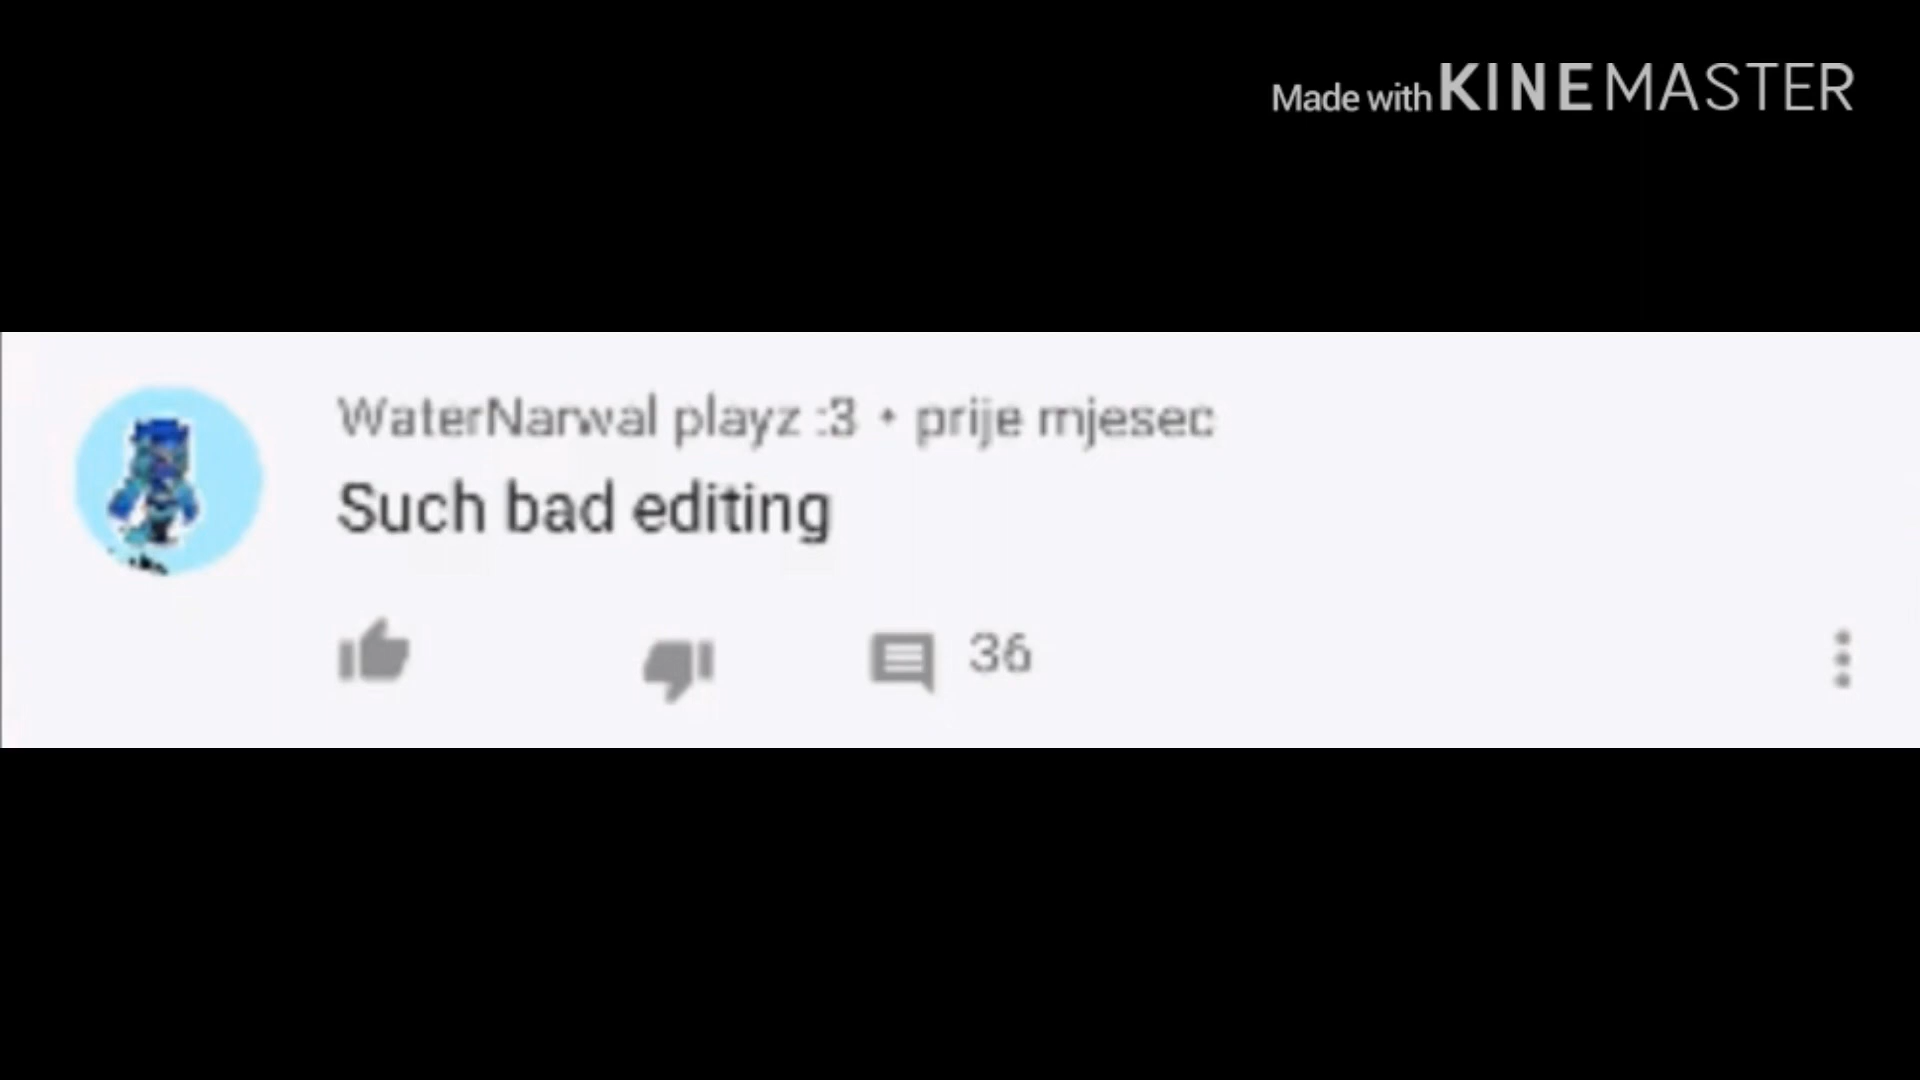 Made with KINEMASTER
WaterNarwal playz :3 • prije mjesec
Such bad editing
36